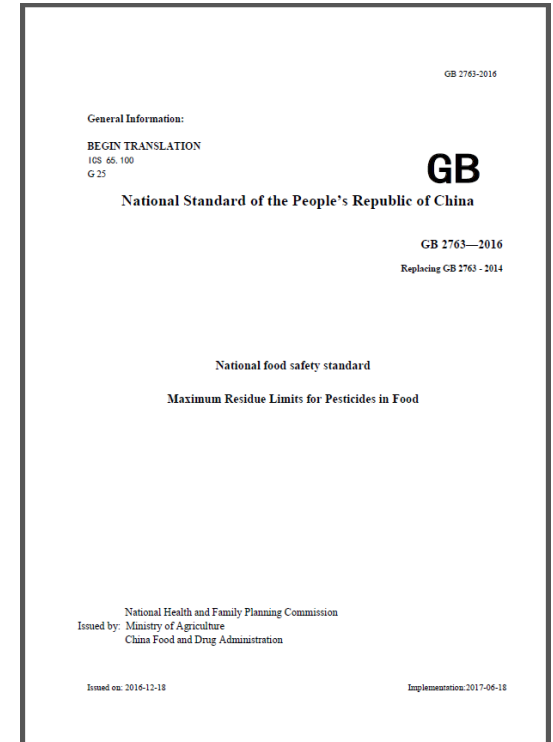 GB 2763-2016
General Information:
BEGIN TRANSLATION
ICS 65.100
G 25
GB
National Standard of the People's Republic of China
GB 2763—2016
Replacing GB 2763 - 2014
National food safety standard
Maximum Residue Limits for Pesticides in Food
National Health and Family Planning Commission
Issued by: Ministry of Agriculture
China Food and Drug Administration
Issued on: 2016-12-18
Implementation:2017-06-18